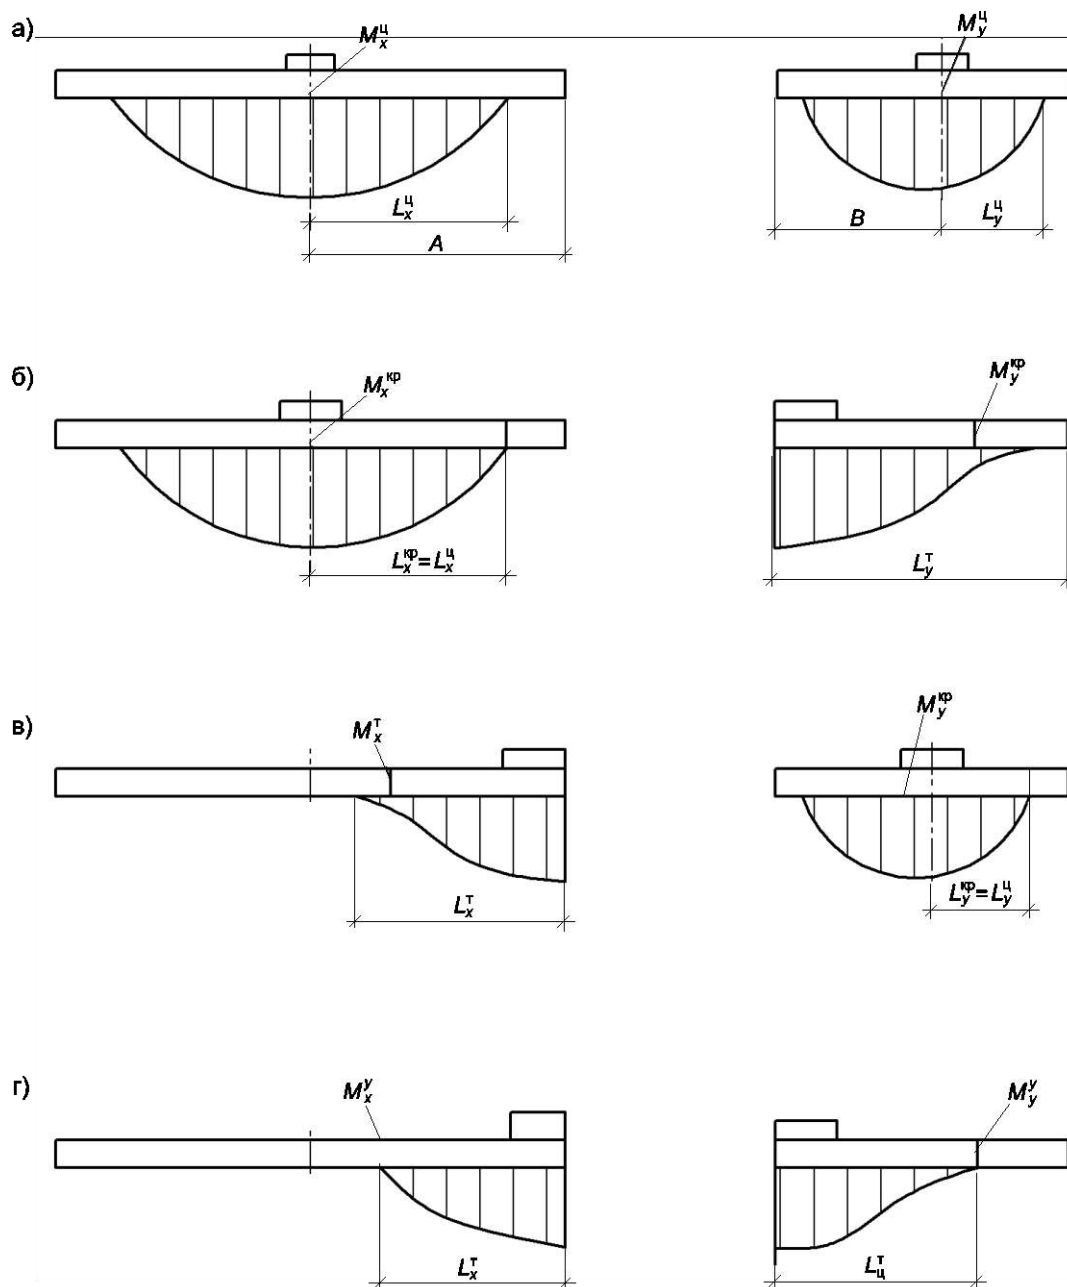 а)
M_x^ц
M_y^ц
L_x^ц
A
B
L_y^ц
б)
M_x^кр
M_y^кр
L_x^кр=L_x^ц
L_y^т
в)
M_x^т
M_y^кр
L_x^т
L_y^кр=L_y^ц
г)
M_x^y
M_y^y
L_x^т
L_ц^т